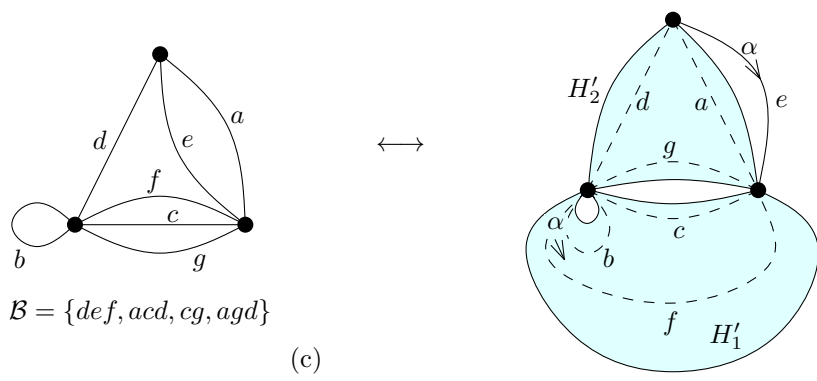 α
H′₂
d
a
e
d
e
a
⟷
g
f
c
b
g
α
c
b
f
H′₁
𝓑 = {def, acd, cg, agd}
(c)